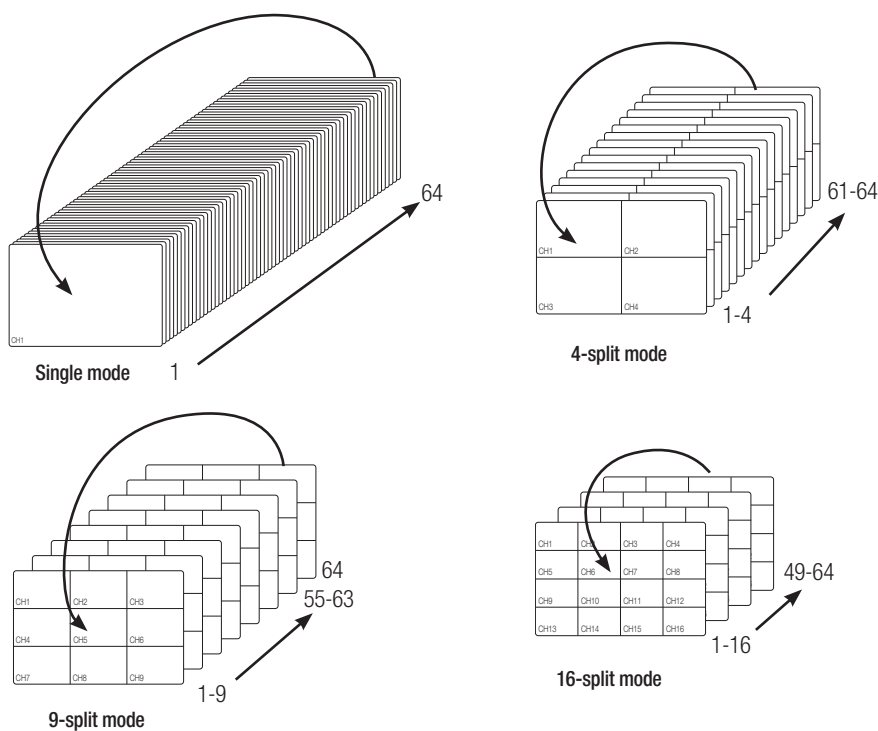 64
CH1
Single mode 1
61-64
CH1 CH2
CH3 CH4
1-4
4-split mode
64
55-63
CH1 CH2 CH3
CH4 CH5 CH6
CH7 CH8 CH9
1-9
9-split mode
49-64
CH1 CH2 CH3 CH4
CH5 CH6 CH7 CH8
CH9 CH10 CH11 CH12
CH13 CH14 CH15 CH16
1-16
16-split mode